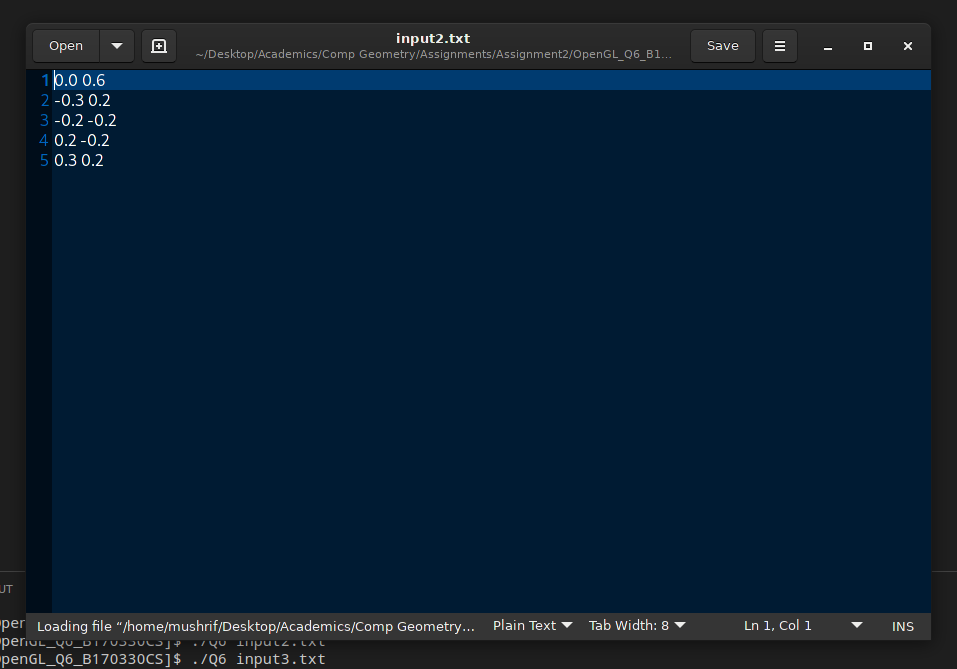 Open
input2.txt
~/Desktop/Academics/Comp Geometry/Assignments/Assignment2/OpenGL_Q6_B1...
Save
1 0.0 0.6
2 -0.3 0.2
3 -0.2 -0.2
4 0.2 -0.2
5 0.3 0.2
UT
Loading file “/home/mushrif/Desktop/Academics/Comp Geometry... Plain Text Tab Width: 8 Ln 1, Col 1 INS
penGL_Q6_B170330CS]$ ./Q6 input2.txt
penGL_Q6_B170330CS]$ ./Q6 input3.txt